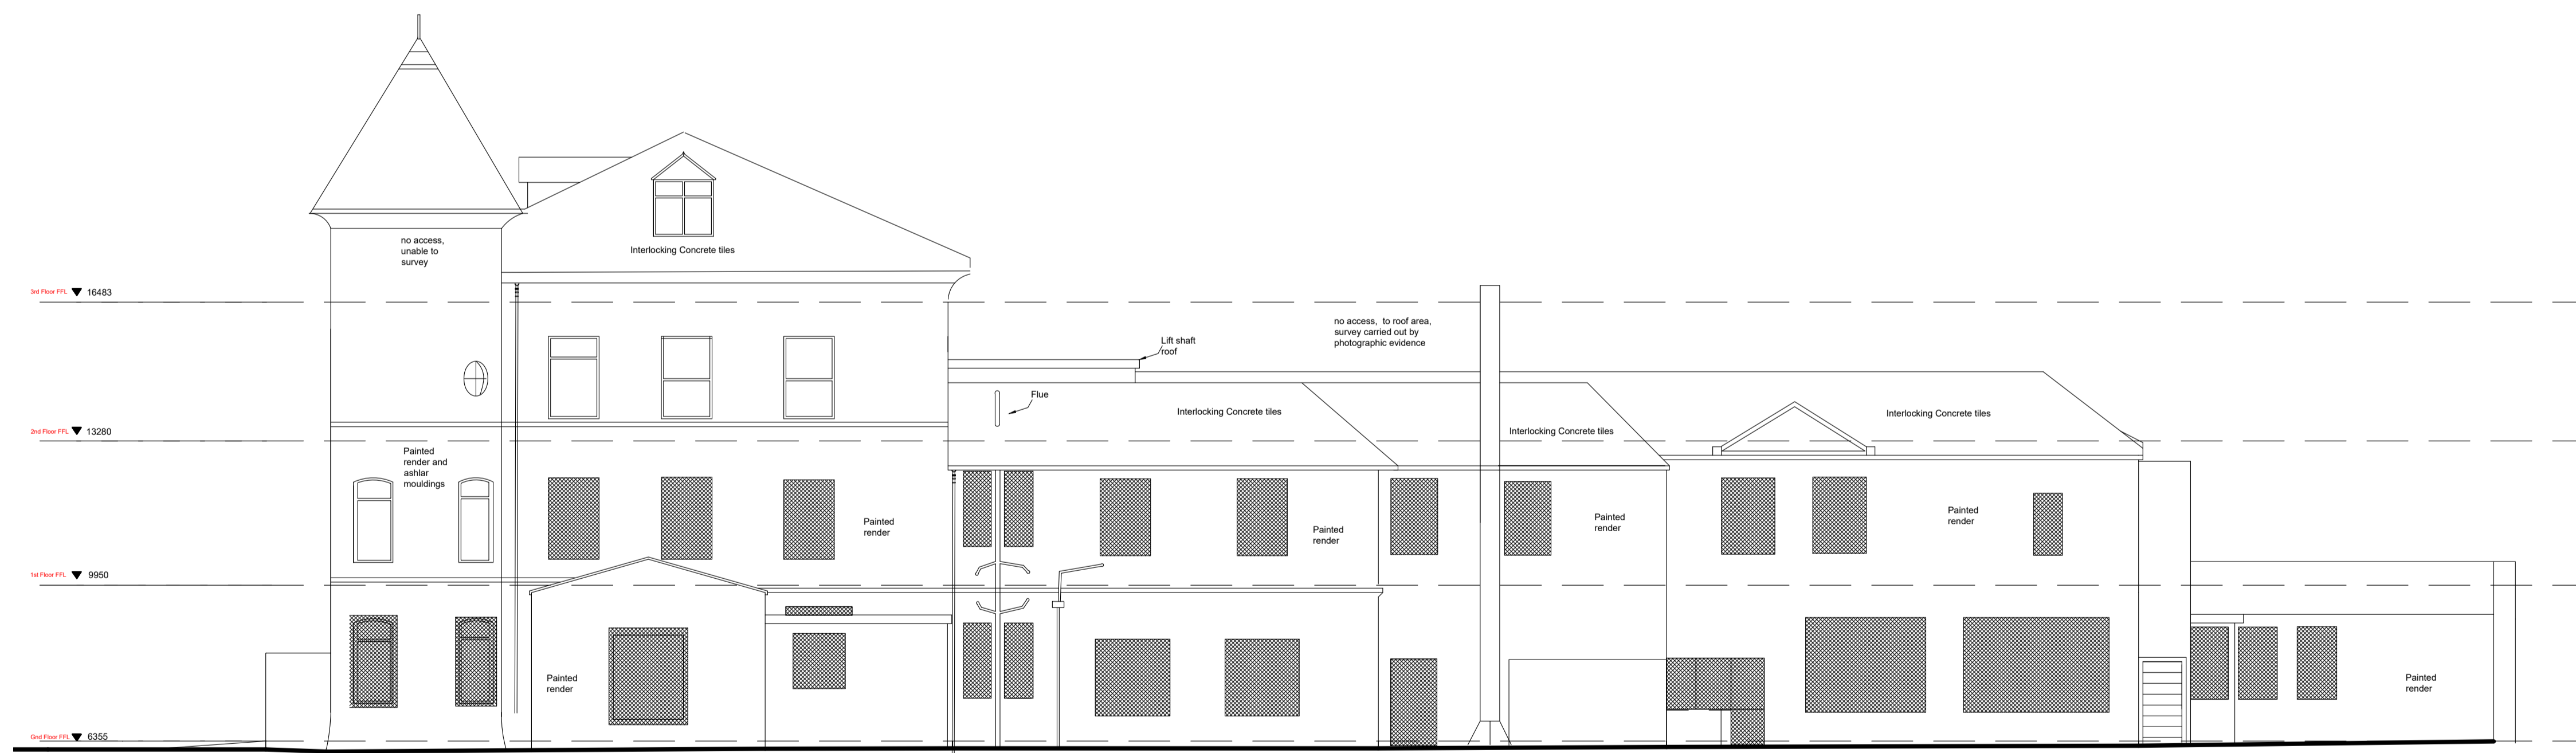 no access,
unable to
survey
Interlocking Concrete tiles
3rd Floor FFL 16483
no access, to roof area,
survey carried out by
photographic evidence
Lift shaft
roof
Flue
Interlocking Concrete tiles
Interlocking Concrete tiles
Interlocking Concrete tiles
2nd Floor FFL 13280
Painted
render and
ashlar
mouldings
Painted
render
Painted
render
Painted
render
Painted
render
1st Floor FFL 9950
Painted
render
Painted
render
Gnd Floor FFL 6355